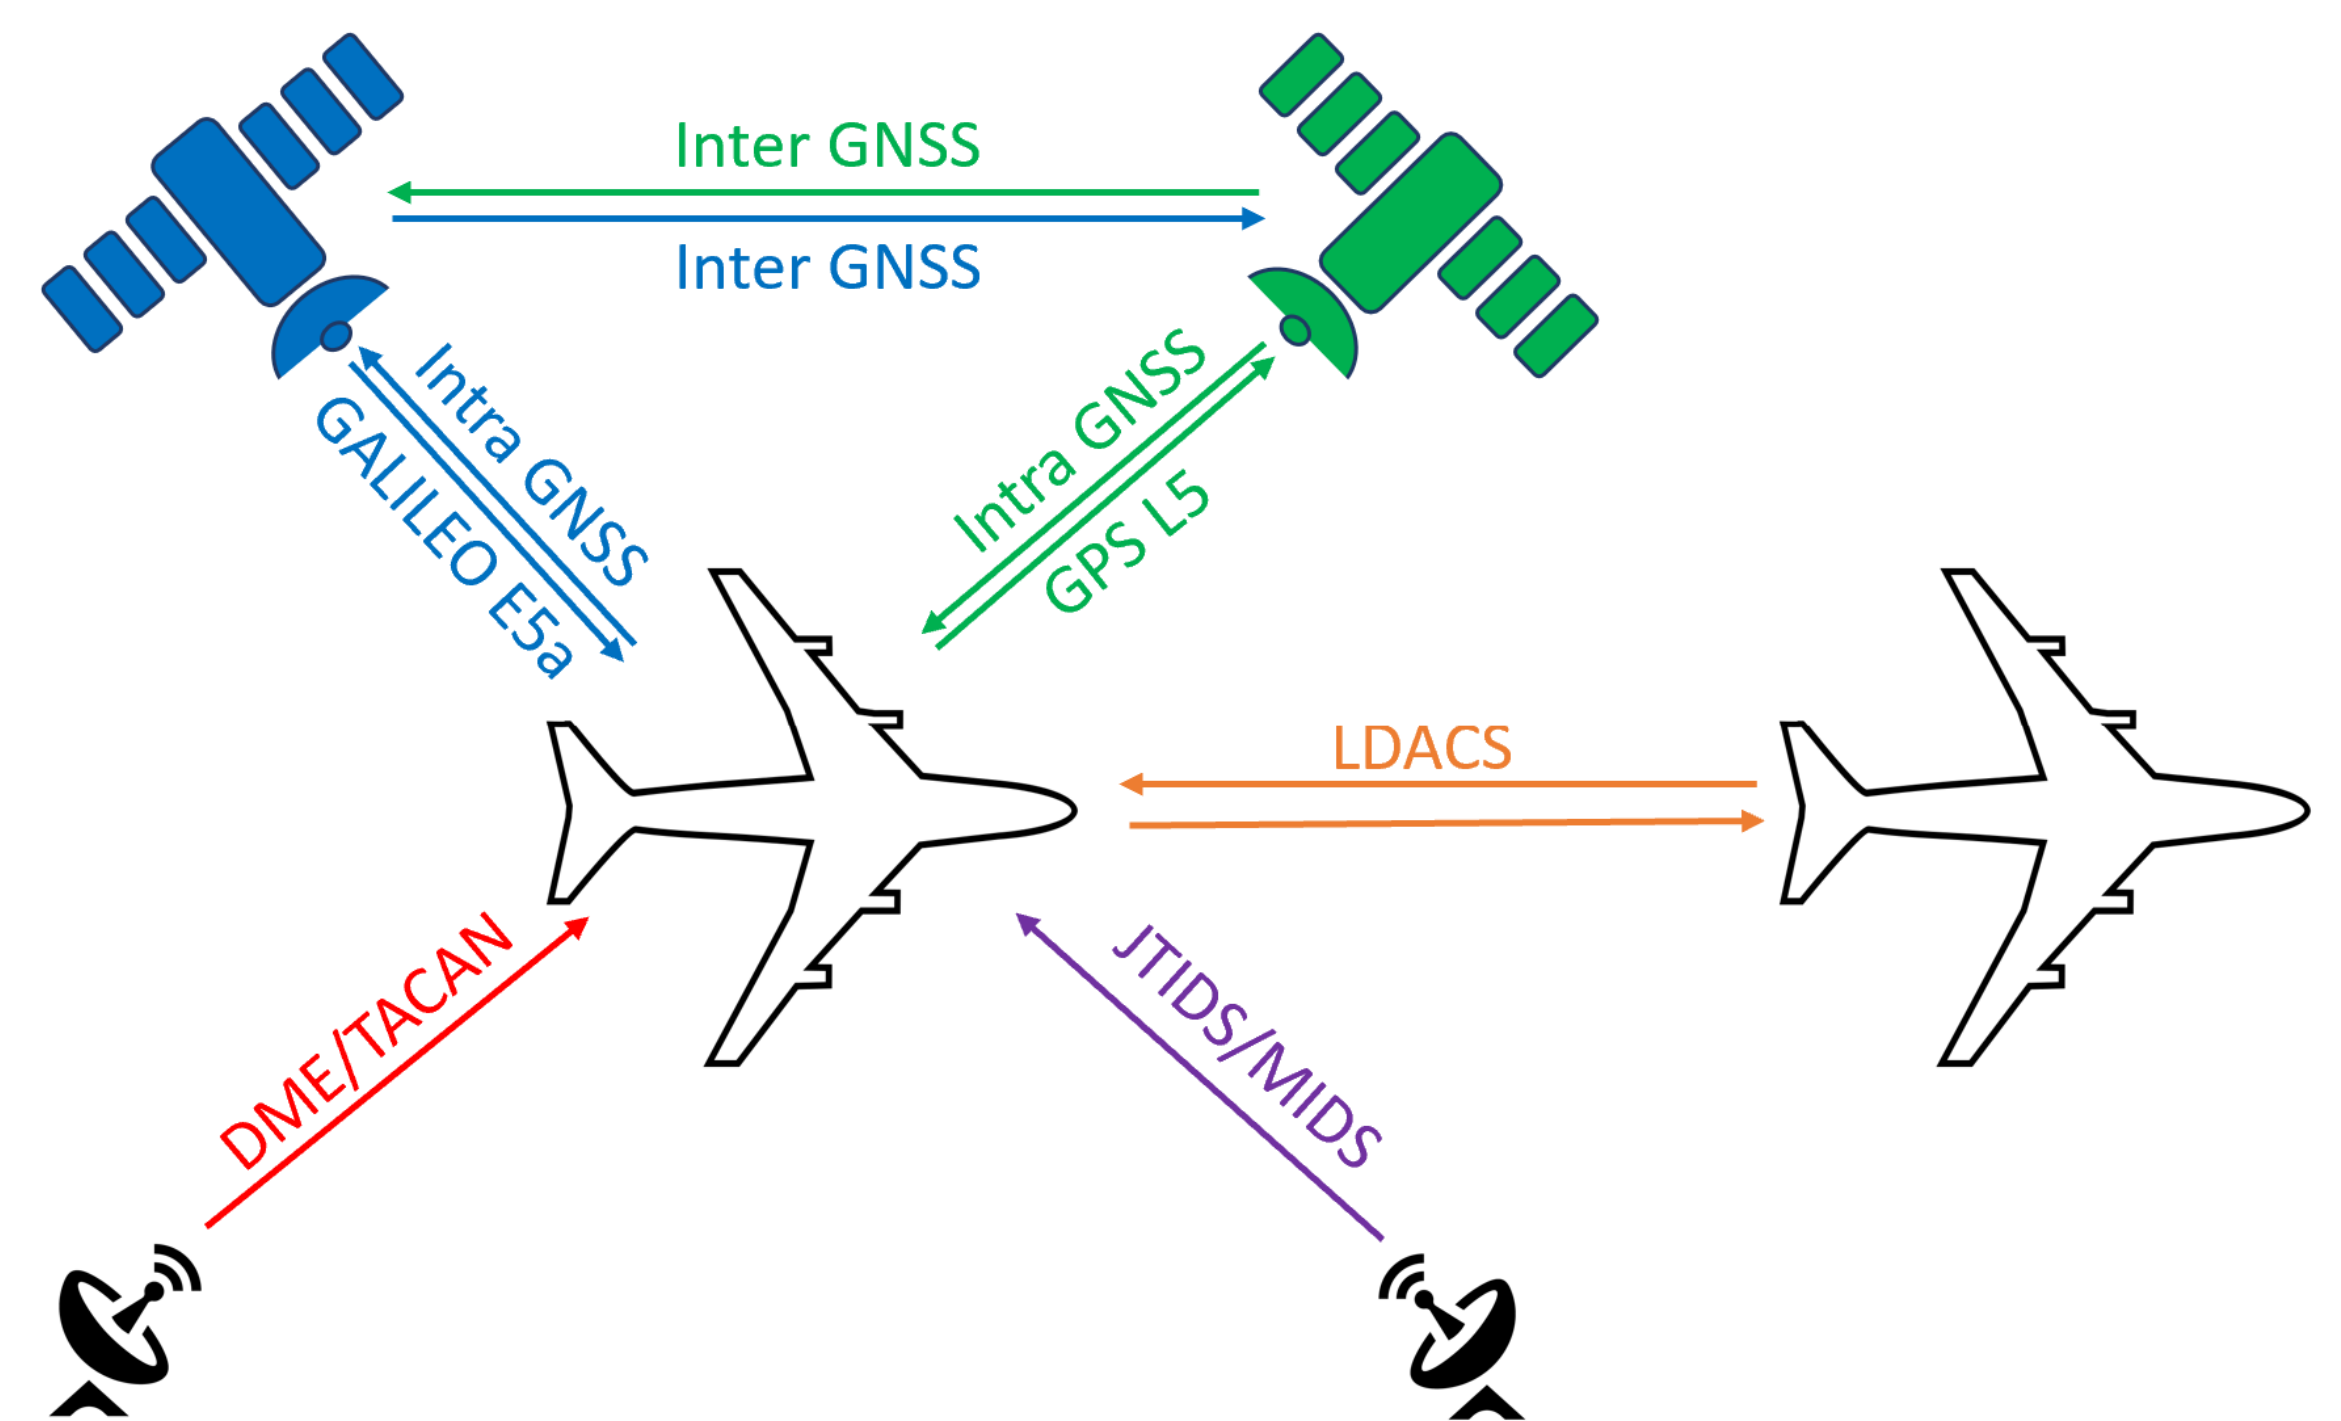 Inter GNSS
Inter GNSS
Intra GNSS
GALILEO E5a
Intra GNSS
GPS L5
LDACS
DME/TACAN
JTIDS/MIDS